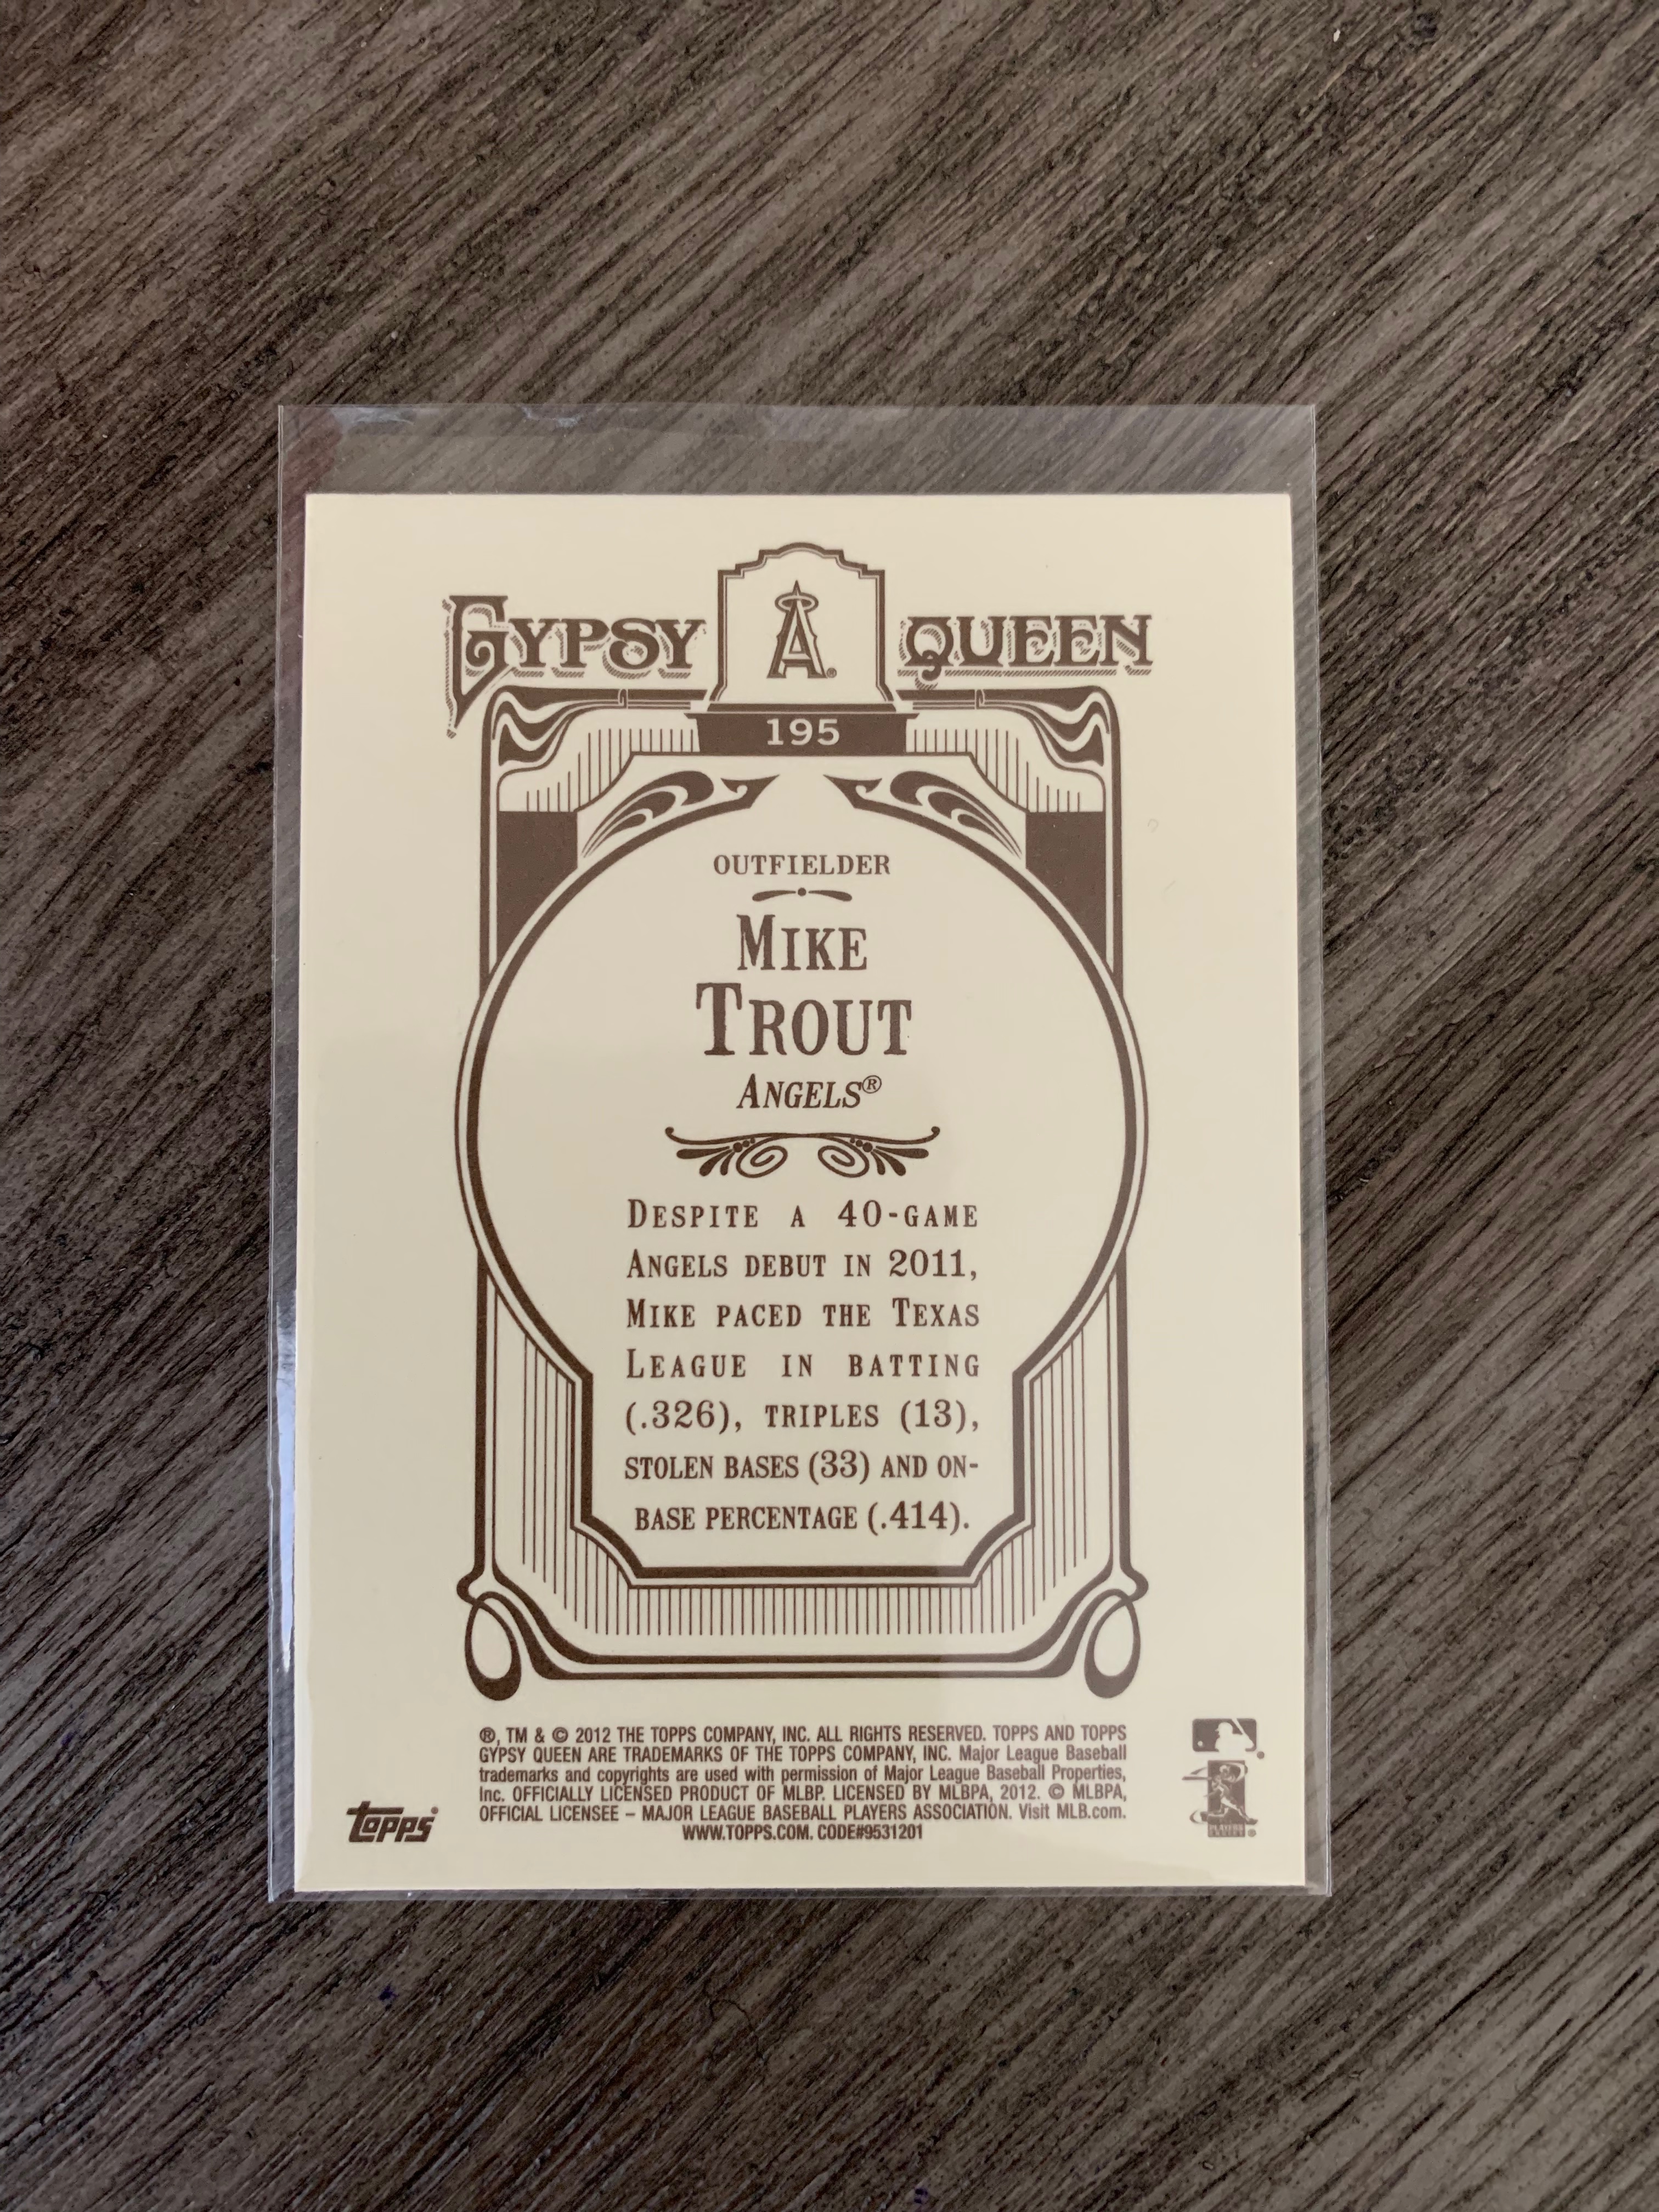 GYPSY A® QUEEN
195
OUTFIELDER
MIKE
TROUT
ANGELS®
DESPITE A 40-GAME
ANGELS DEBUT IN 2011,
MIKE PACED THE TEXAS
LEAGUE IN BATTING
(.326), TRIPLES (13),
STOLEN BASES (33) AND ON-
BASE PERCENTAGE (.414).
®, TM & © 2012 THE TOPPS COMPANY, INC. ALL RIGHTS RESERVED. TOPPS AND TOPPS
GYPSY QUEEN ARE TRADEMARKS OF THE TOPPS COMPANY, INC. Major League Baseball
trademarks and copyrights are used with permission of Major League Baseball Properties,
Inc. OFFICIALLY LICENSED PRODUCT OF MLBP. LICENSED BY MLBPA, 2012. © MLBPA,
OFFICIAL LICENSEE – MAJOR LEAGUE BASEBALL PLAYERS ASSOCIATION. Visit MLB.com.
WWW.TOPPS.COM. CODE#9531201
topps